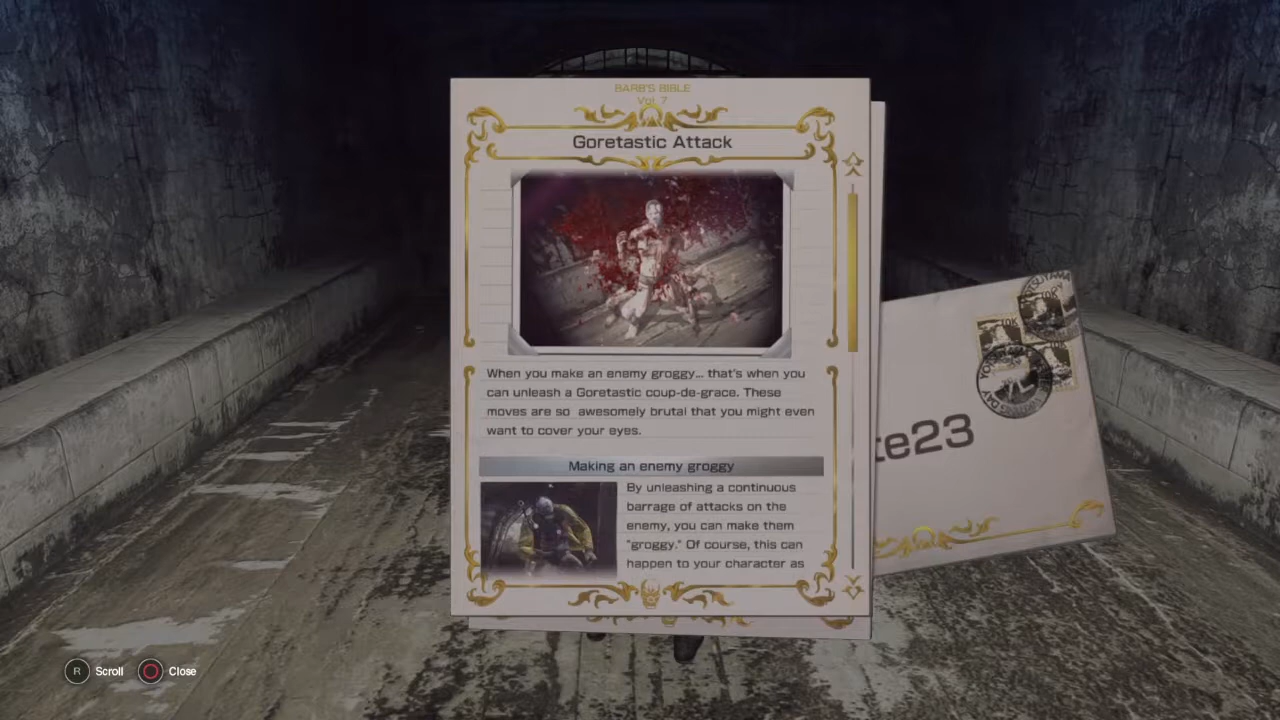 BARB'S BIBLE
Vol. 7
Goretastic Attack
When you make an enemy groggy... that's when you
can unleash a Goretastic coup-de-grace. These
moves are so awesomely brutal that you might even
want to cover your eyes.
Making an enemy groggy
By unleashing a continuous
barrage of attacks on the
enemy, you can make them
"groggy." Of course, this can
happen to your character as
te23
R Scroll Close